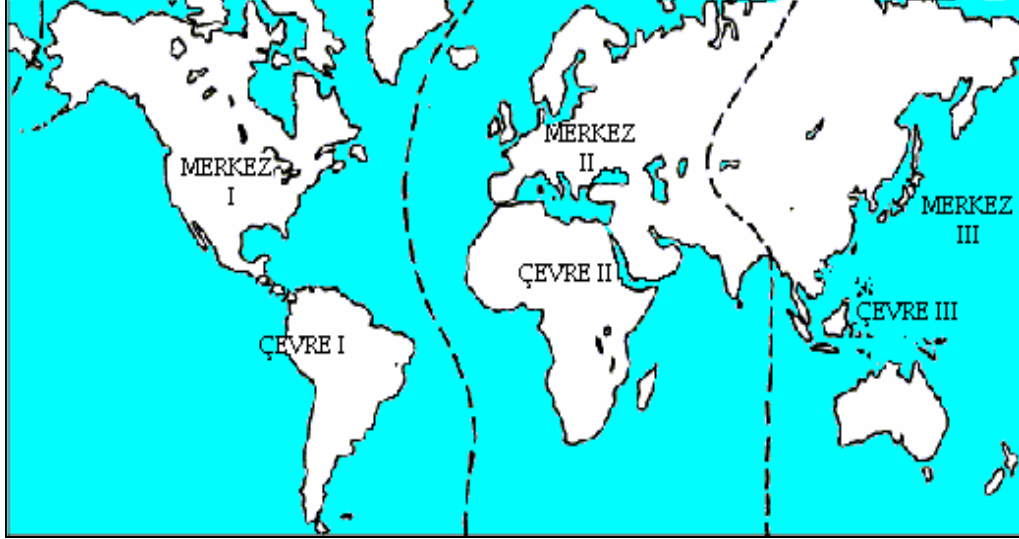 MERKEZ
I
MERKEZ
II
MERKEZ
III
ÇEVRE II
ÇEVRE III
ÇEVRE I